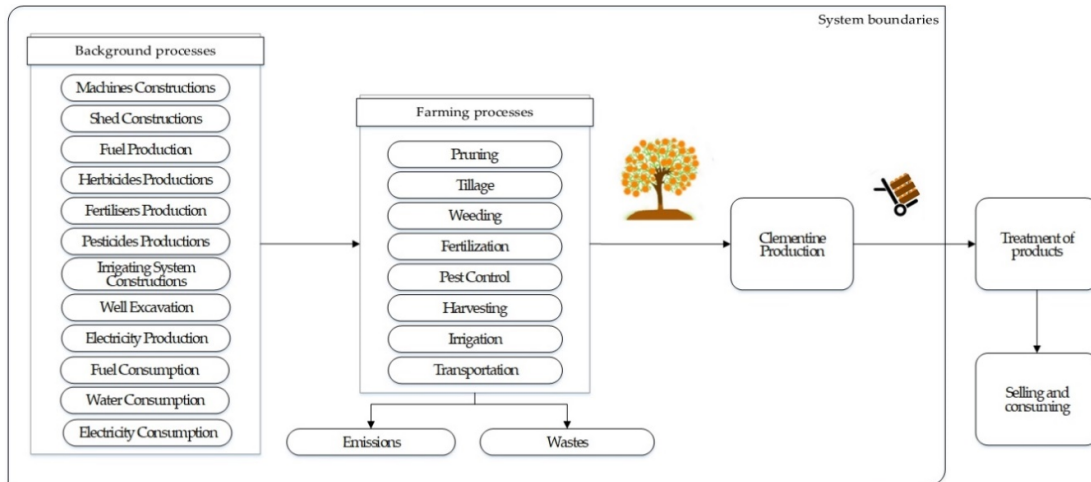 System boundaries
Background processes
Machines Constructions
Shed Constructions
Fuel Production
Herbicides Productions
Fertilisers Production
Pesticides Productions
Irrigating System
Constructions
Well Excavation
Electricity Production
Fuel Consumption
Water Consumption
Electricity Consumption
Farming processes
Pruning
Tillage
Weeding
Fertilization
Pest Control
Harvesting
Irrigation
Transportation
Emissions
Wastes
Clementine
Production
Treatment of
products
Selling and
consuming